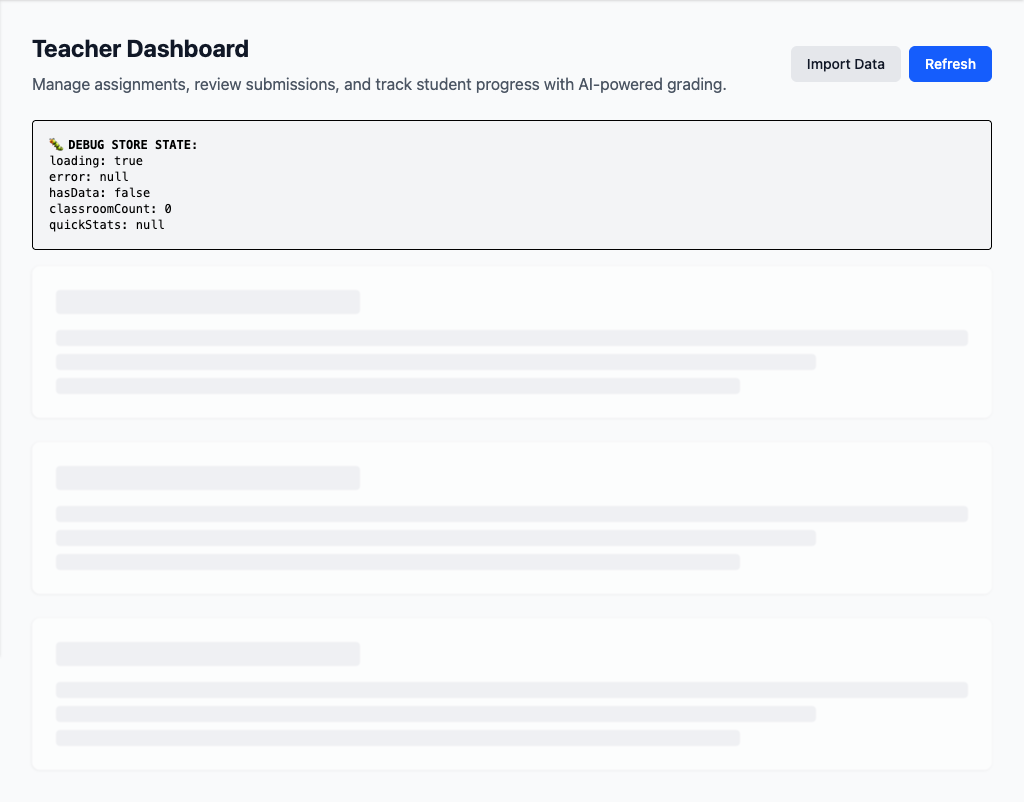 Teacher Dashboard
Manage assignments, review submissions, and track student progress with AI-powered grading.
Import Data
Refresh
🐛 DEBUG STORE STATE:
loading: true
error: null
hasData: false
classroomCount: 0
quickStats: null